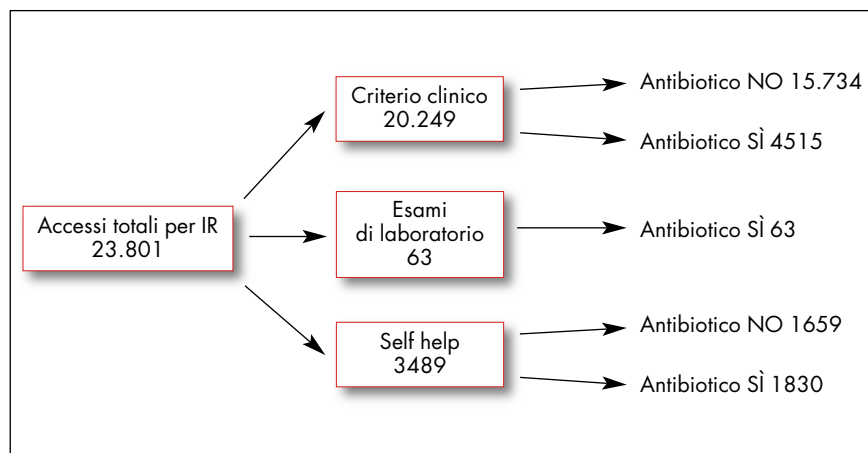 Accessi totali per IR
23.801
Criterio clinico
20.249
Antibiotico NO 15.734
Antibiotico SÌ 4515
Esami
di laboratorio
63
Antibiotico SÌ 63
Self help
3489
Antibiotico NO 1659
Antibiotico SÌ 1830